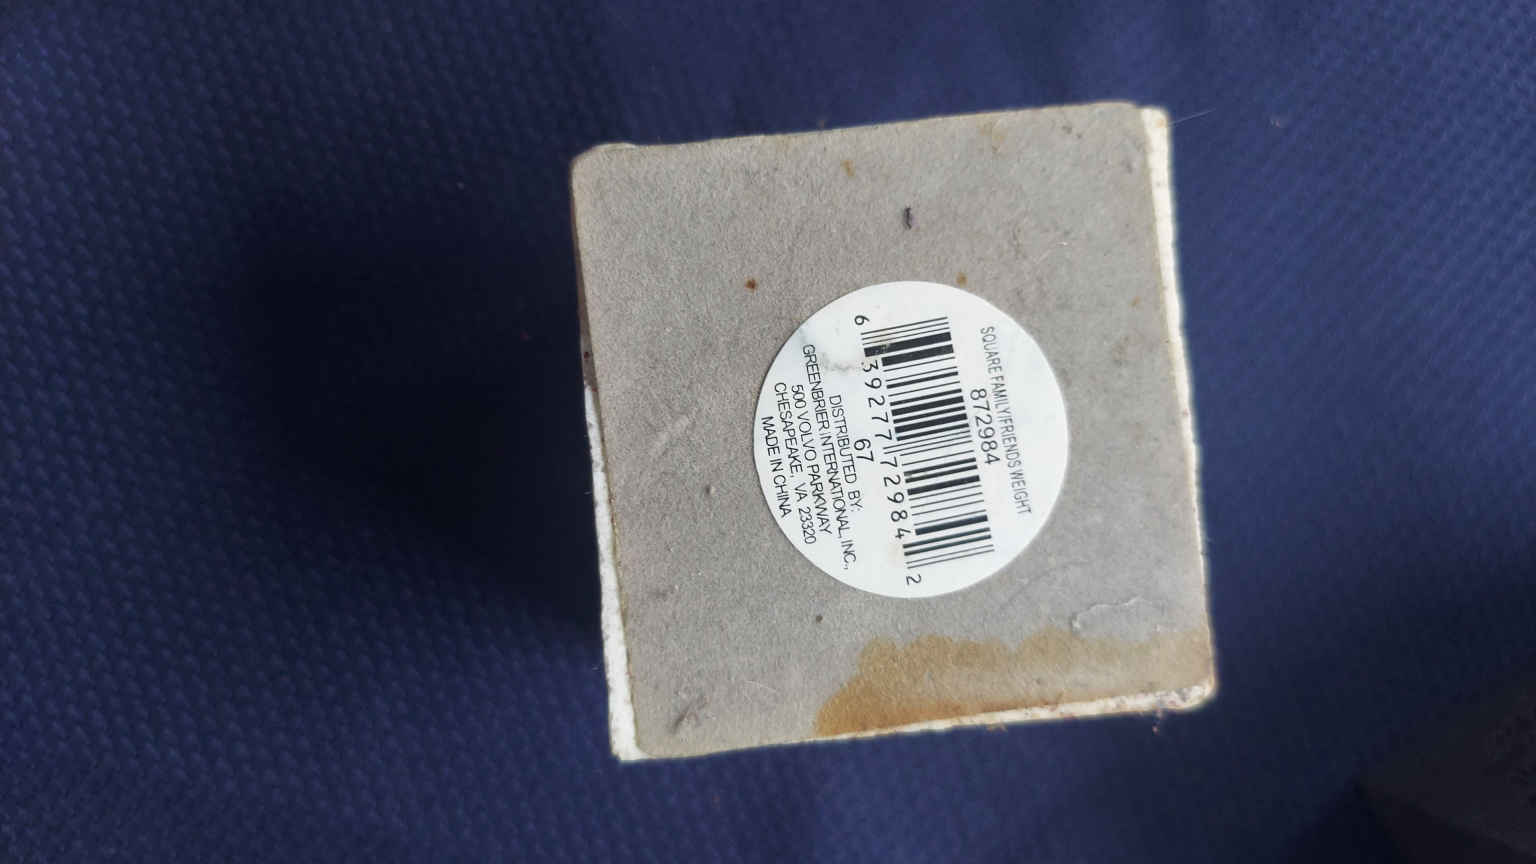 SQUARE FAMILY/FRIENDS WEIGHT
872984
6 39277 72984 2
67
DISTRIBUTED BY:
GREENBRIER INTERNATIONAL, INC.,
500 VOLVO PARKWAY
CHESAPEAKE, VA 23320
MADE IN CHINA